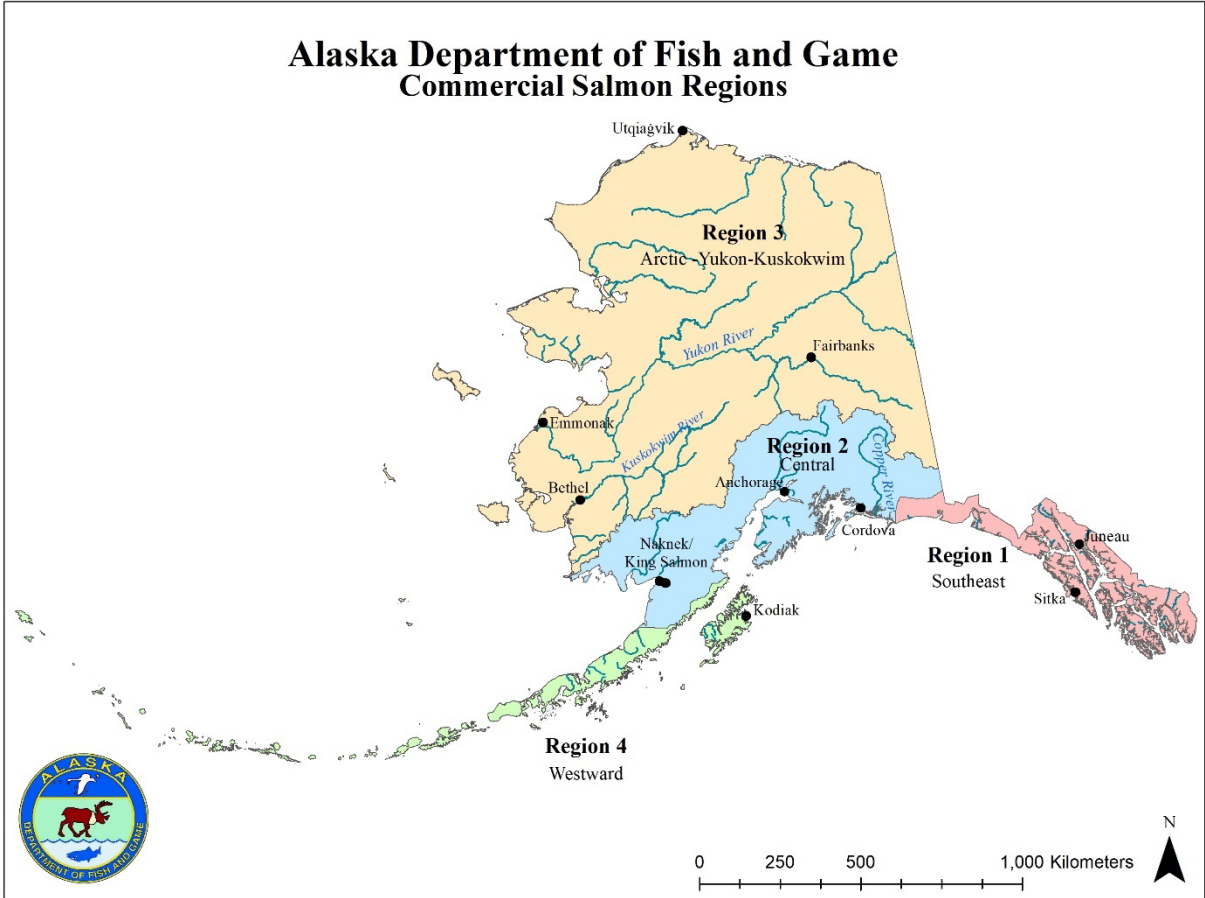 Alaska Department of Fish and Game
Commercial Salmon Regions
Utqiaġvik
Region 3
Arctic -Yukon-Kuskokwim
Yukon River
Fairbanks
Emmonak
Kuskokwim River
Region 2
Central
Copper River
Bethel
Anchorage
Cordova
Naknek/
King Salmon
Region 1
Southeast
Juneau
Sitka
Kodiak
Region 4
Westward
ALASKA
DEPARTMENT OF FISH AND GAME
N
0 250 500 1,000 Kilometers